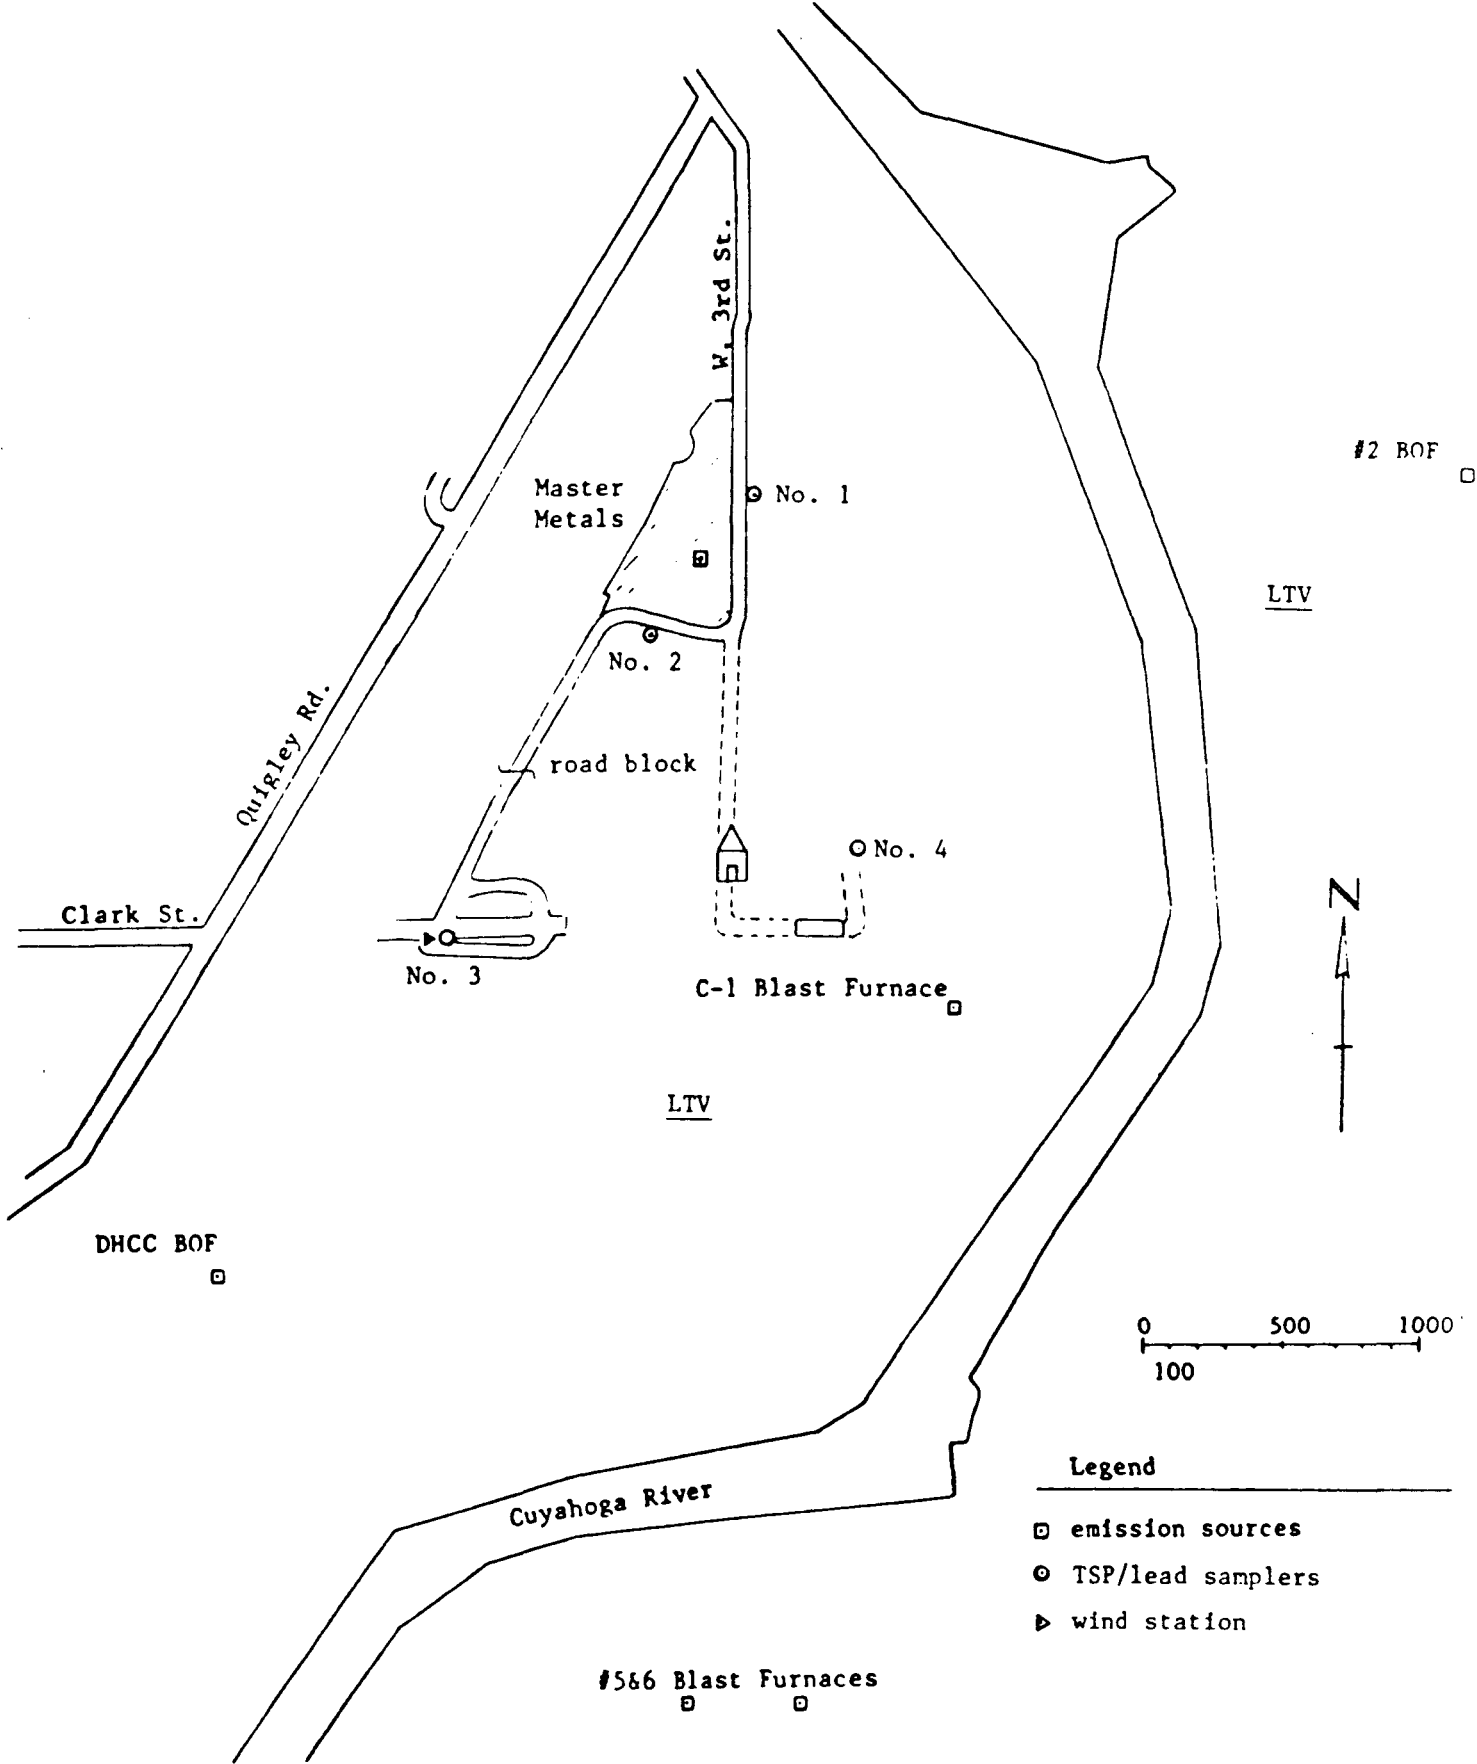 W. 3rd St.
#2 BOF
Master
Metals
No. 1
LTV
No. 2
Quigley Rd.
road block
No. 4
Clark St.
N
No. 3
C-1 Blast Furnace
LTV
DHCC BOF
0 500 1000'
100
Legend
Cuyahoga River
emission sources
TSP/lead samplers
wind station
#5&6 Blast Furnaces